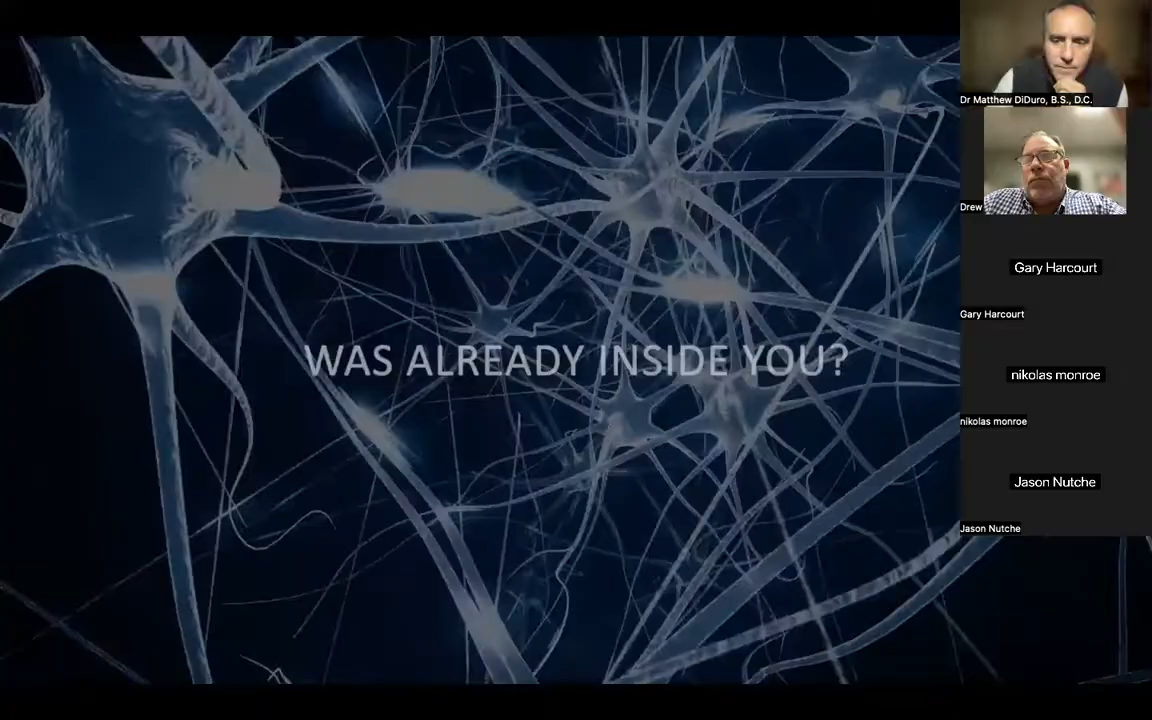 WAS ALREADY INSIDE YOU?
Dr Matthew DiDuro, B.S., D.C.
Drew
Gary Harcourt
Gary Harcourt
nikolas monroe
nikolas monroe
Jason Nutche
Jason Nutche